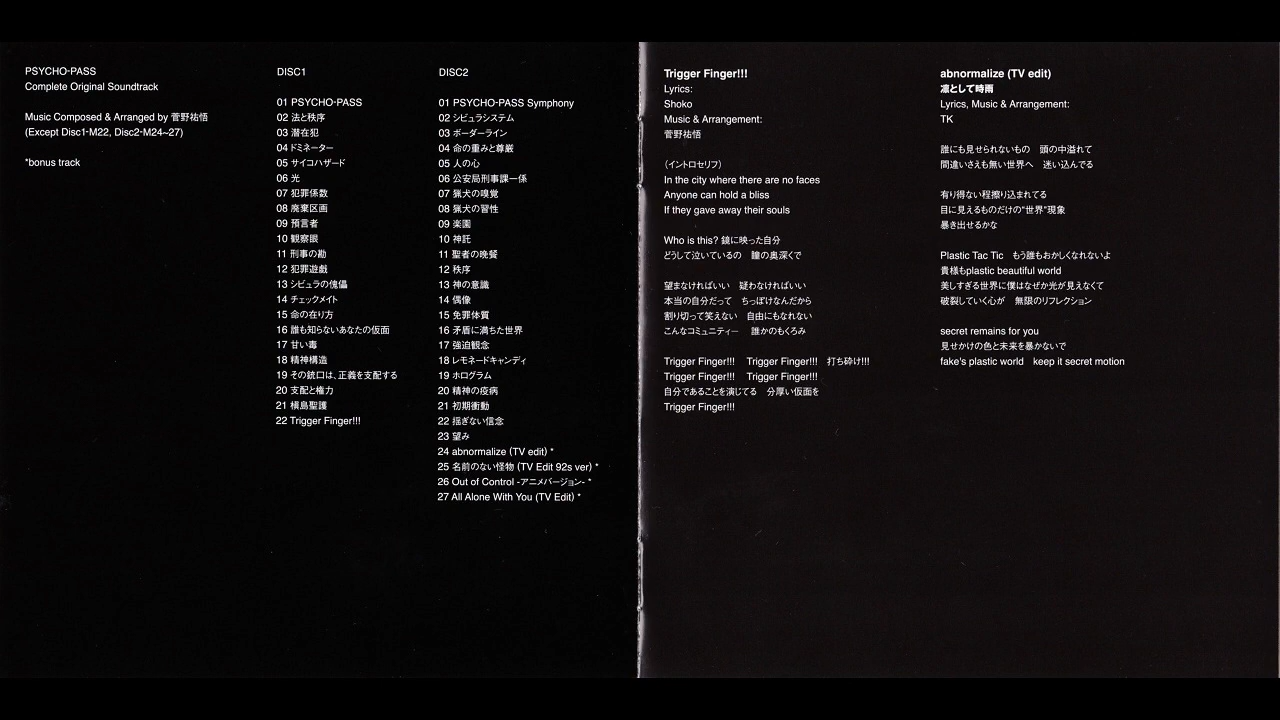 PSYCHO-PASS
Complete Original Soundtrack
Music Composed & Arranged by 菅野祐悟
(Except Disc1-M22, Disc2-M24~27)
*bonus track
DISC1
01 PSYCHO-PASS
02 法と秩序
03 潜在犯
04 ドミネーター
05 サイコハザード
06 光
07 犯罪係数
08 廃棄区画
09 預言者
10 観察眼
11 刑事の勘
12 犯罪遊戯
13 シビュラの傀儡
14 チェックメイト
15 命の在り方
16 誰も知らないあなたの仮面
17 甘い毒
18 精神構造
19 その銃口は、正義を支配する
20 支配と権力
21 槙島聖護
22 Trigger Finger!!!
DISC2
01 PSYCHO-PASS Symphony
02 シビュラシステム
03 ボーダーライン
04 命の重みと尊厳
05 人の心
06 公安局刑事課一係
07 猟犬の嗅覚
08 猟犬の習性
09 楽園
10 神託
11 聖者の晩餐
12 秩序
13 神の意識
14 偶像
15 免罪体質
16 矛盾に満ちた世界
17 強迫観念
18 レモネードキャンディ
19 ホログラム
20 精神の疫病
21 初期衝動
22 揺ぎない信念
23 望み
24 abnormalize (TV edit) *
25 名前のない怪物 (TV Edit 92s ver) *
26 Out of Control -アニメバージョン- *
27 All Alone With You (TV Edit) *
Trigger Finger!!!
Lyrics:
Shoko
Music & Arrangement:
菅野祐悟
（イントロセリフ）
In the city where there are no faces
Anyone can hold a bliss
If they gave away their souls
Who is this? 鏡に映った自分
どうして泣いているの　瞳の奥深くで
望まなければいい　疑わなければいい
本当の自分だって　ちっぽけなんだから
割り切って笑えない　自由にもなれない
こんなコミュニティー　誰かのもくろみ
Trigger Finger!!!　Trigger Finger!!!　打ち砕け!!!
Trigger Finger!!!　Trigger Finger!!!
自分であることを演じてる　分厚い仮面を
Trigger Finger!!!
abnormalize (TV edit)
凛として時雨
Lyrics, Music & Arrangement:
TK
誰にも見せられないもの　頭の中溢れて
間違いさえも無い世界へ　迷い込んでる
有り得ない程擦り込まれてる
目に見えるものだけの"世界"現象
暴き出せるかな
Plastic Tac Tic　もう誰もおかしくなれないよ
貴様もplastic beautiful world
美しすぎる世界に僕はなぜか光が見えなくて
破裂していく心が　無限のリフレクション
secret remains for you
見せかけの色と未来を暴かないで
fake's plastic world　keep it secret motion